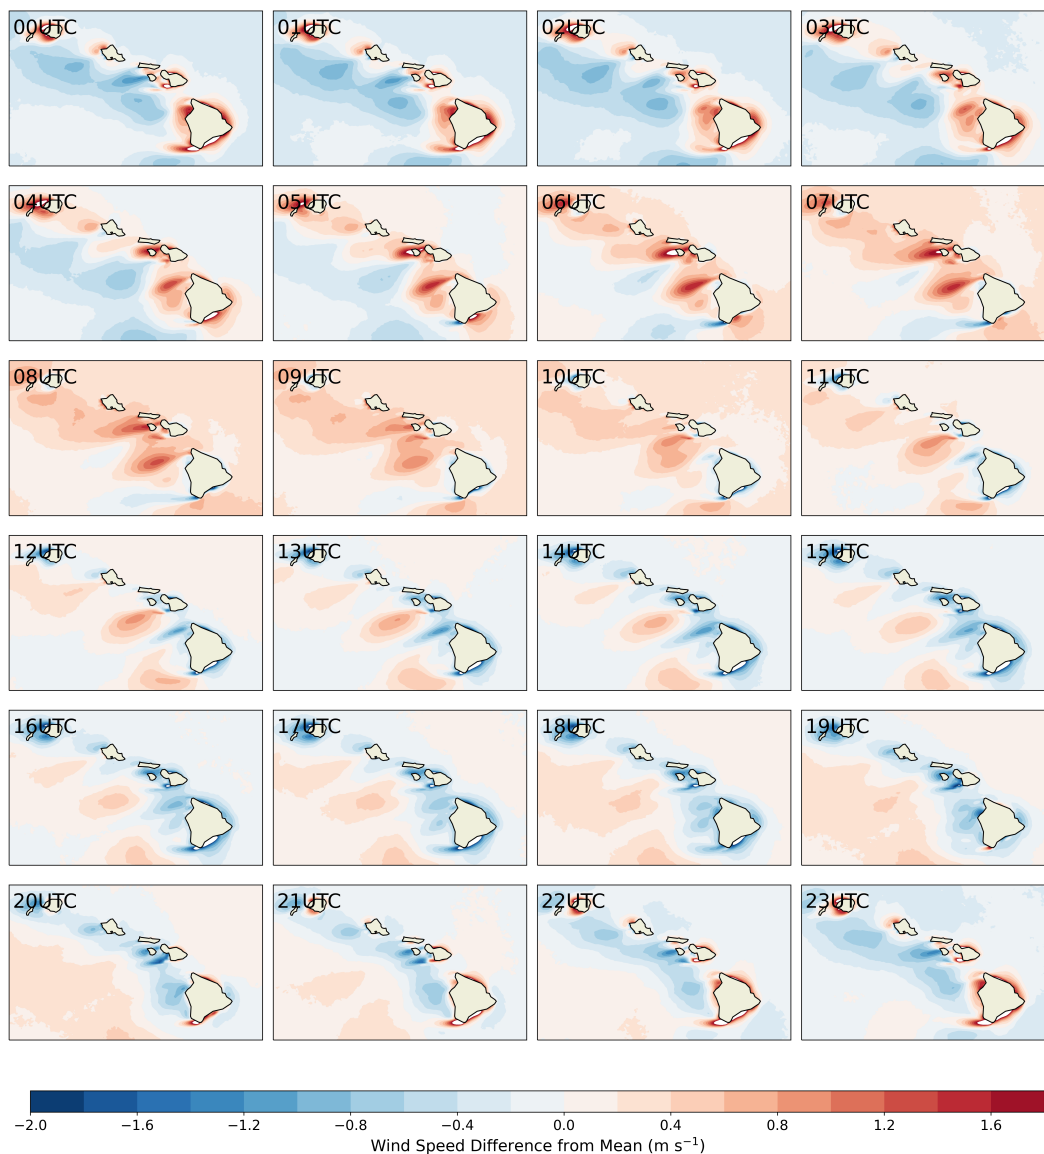 00UTC 01UTC 02UTC 03UTC
04UTC 05UTC 06UTC 07UTC
08UTC 09UTC 10UTC 11UTC
12UTC 13UTC 14UTC 15UTC
16UTC 17UTC 18UTC 19UTC
20UTC 21UTC 22UTC 23UTC
−2.0 −1.6 −1.2 −0.8 −0.4 0.0 0.4 0.8 1.2 1.6
Wind Speed Difference from Mean (m s⁻¹)